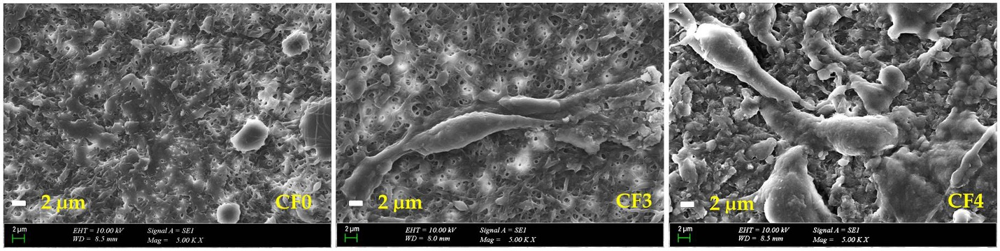 2 µm CF0
2 µm EHT = 10.00 kV Signal A = SE1
WD = 8.5 mm Mag = 5.00 K X
2 µm CF3
2 µm EHT = 10.00 kV Signal A = SE1
WD = 8.0 mm Mag = 5.00 K X
2 µm CF4
2 µm EHT = 10.00 kV Signal A = SE1
WD = 8.5 mm Mag = 5.00 K X